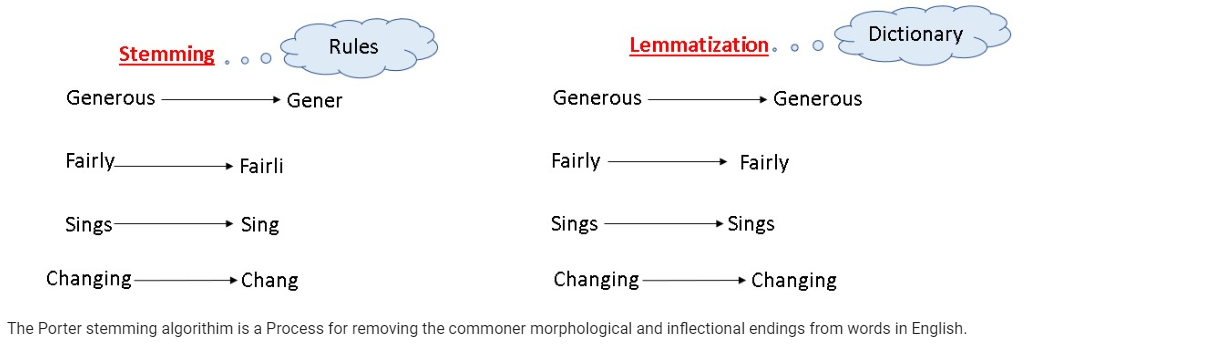 Stemming Rules
Generous Gener
Fairly Fairli
Sings Sing
Changing Chang
Lemmatization Dictionary
Generous Generous
Fairly Fairly
Sings Sings
Changing Changing
The Porter stemming algorithim is a Process for removing the commoner morphological and inflectional endings from words in English.